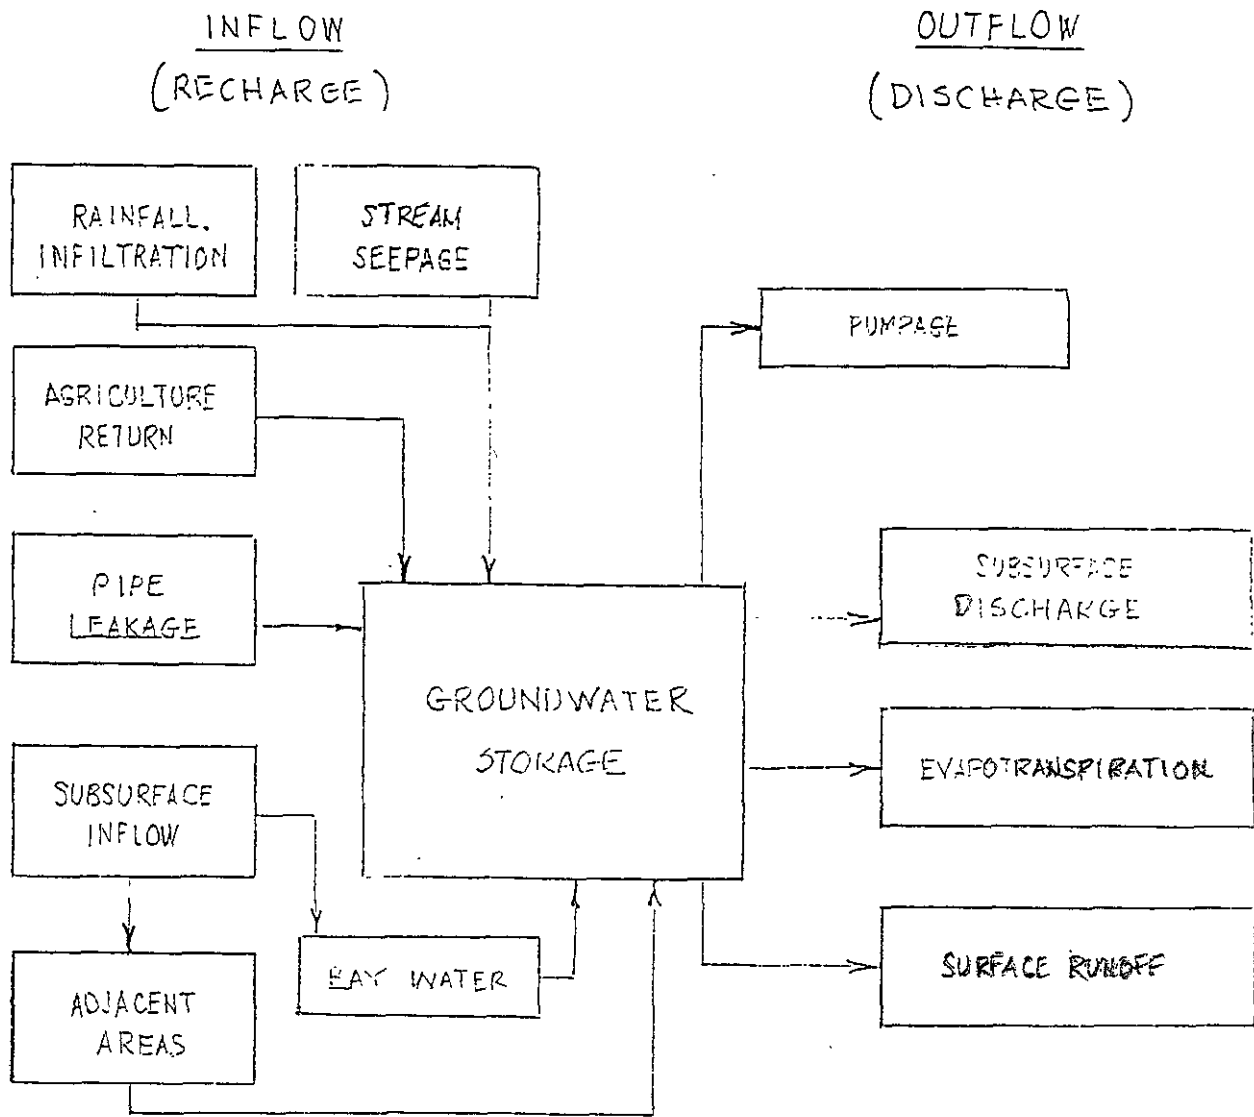 INFLOW
(RECHARGE)
OUTFLOW
(DISCHARGE)
RAINFALL.
INFILTRATION
STREAM
SEEPAGE
PUMPAGE
AGRICULTURE
RETURN
PIPE
LEAKAGE
SUBSURFACE
DISCHARGE
GROUNDWATER
STORAGE
SUBSURFACE
INFLOW
EVAPOTRANSPIRATION
BAY WATER
SURFACE RUNOFF
ADJACENT
AREAS